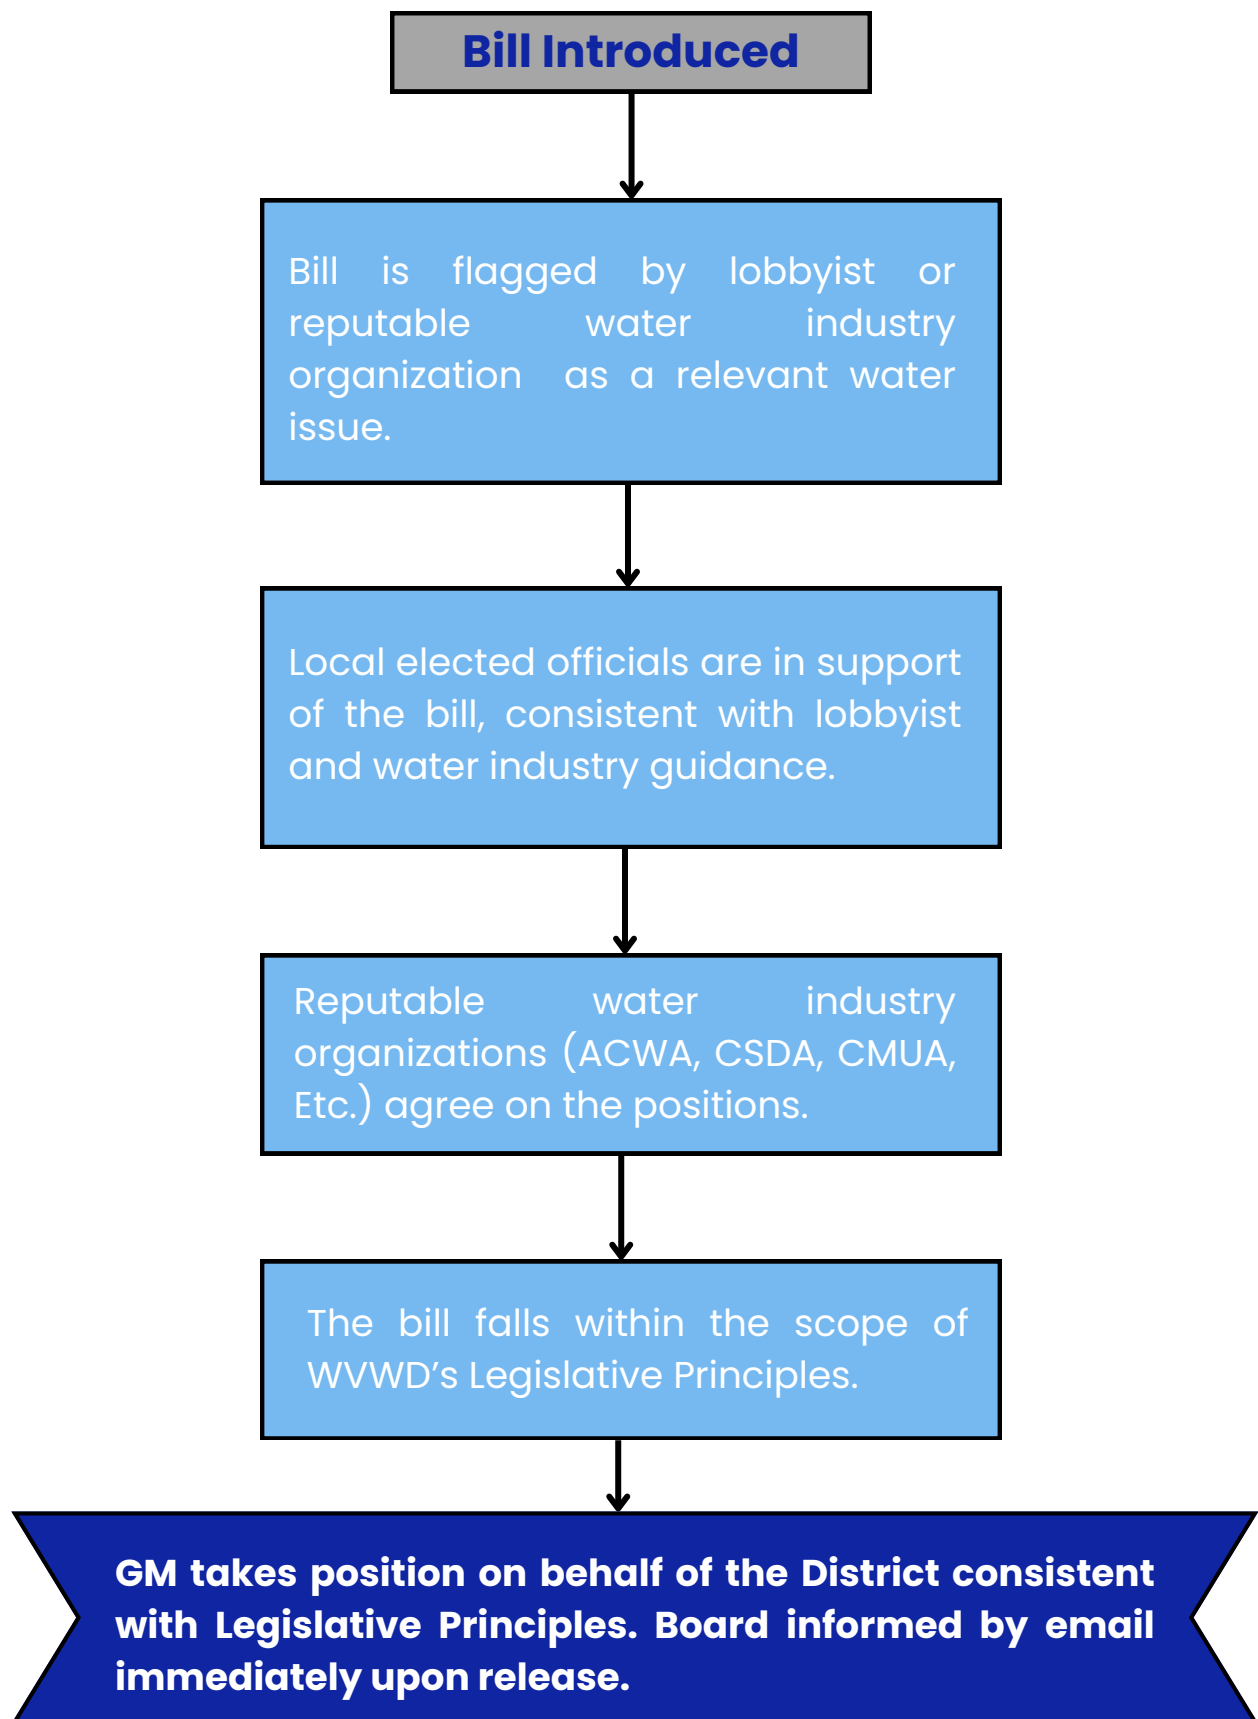 Bill Introduced
Bill is flagged by lobbyist or
reputable water industry
organization as a relevant water
issue.
Local elected officials are in support
of the bill, consistent with lobbyist
and water industry guidance.
Reputable water industry
organizations (ACWA, CSDA, CMUA,
Etc.) agree on the positions.
The bill falls within the scope of
WVWD’s Legislative Principles.
GM takes position on behalf of the District consistent
with Legislative Principles. Board informed by email
immediately upon release.